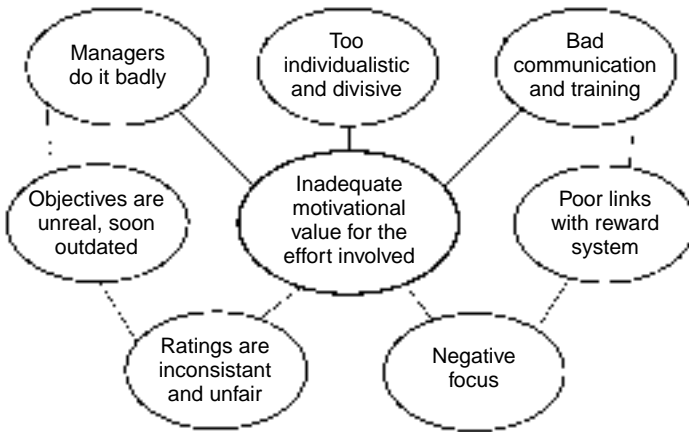 Managers
do it badly
Too
individualistic
and divisive
Bad
communication
and training
Objectives are
unreal, soon
outdated
Inadequate
motivational
value for the
effort involved
Poor links
with reward
system
Ratings are
inconsistant
and unfair
Negative
focus